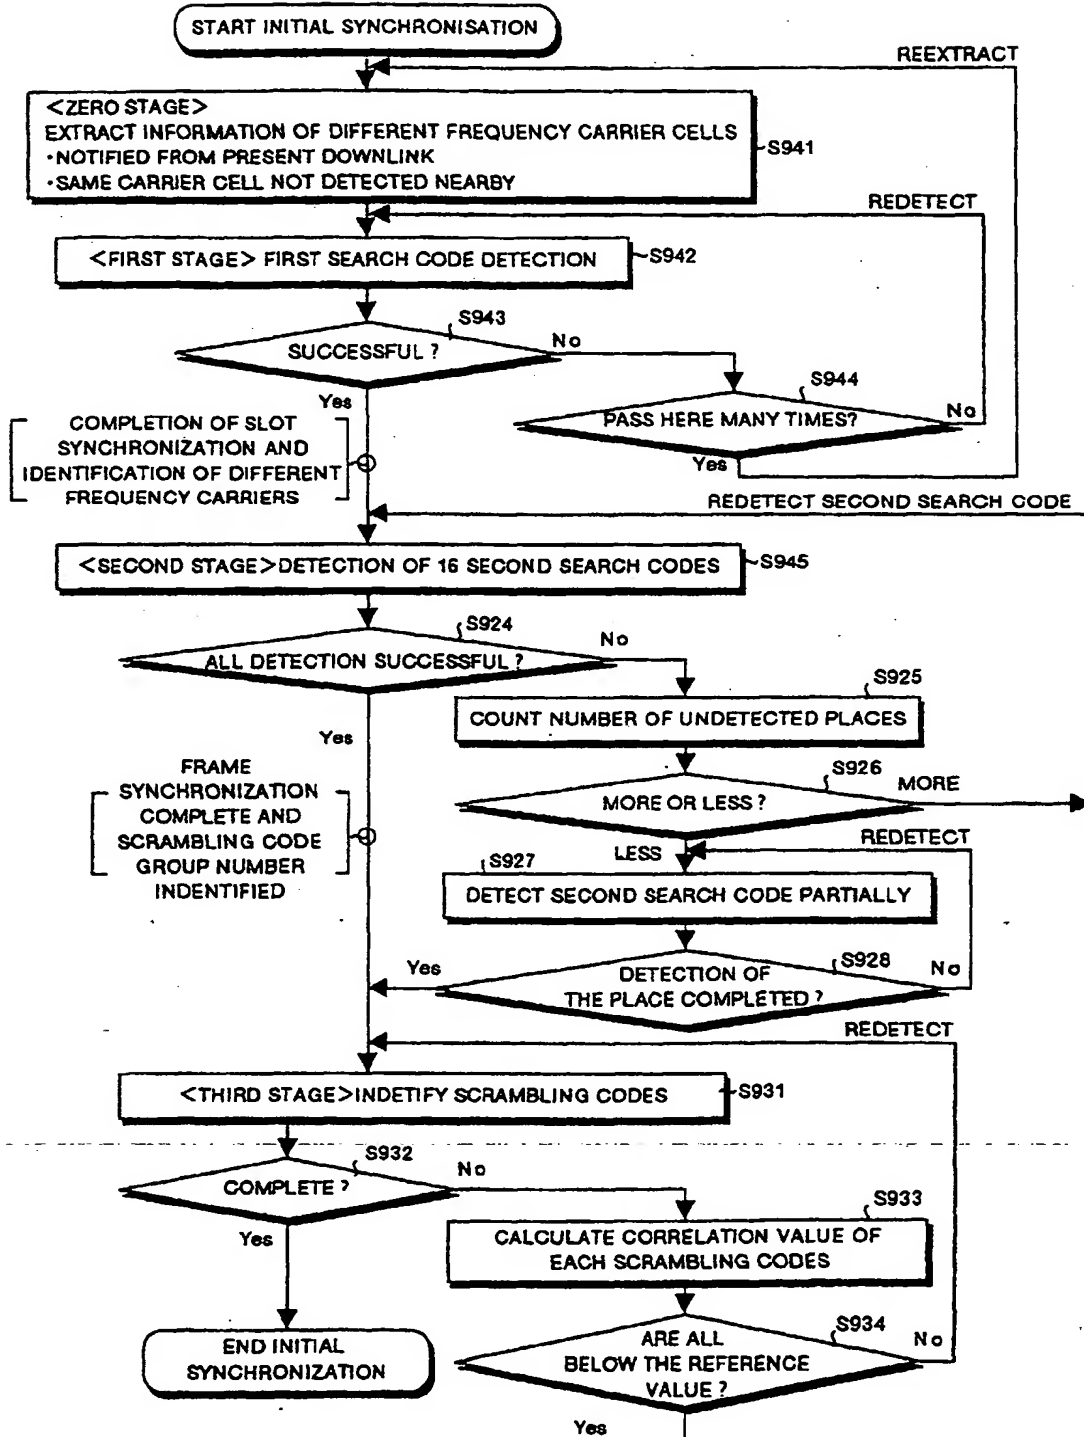 START INITIAL SYNCHRONISATION
REEXTRACT
<ZERO STAGE>
EXTRACT INFORMATION OF DIFFERENT FREQUENCY CARRIER CELLS
•NOTIFIED FROM PRESENT DOWNLINK
•SAME CARRIER CELL NOT DETECTED NEARBY
S941
REDETECT
<FIRST STAGE> FIRST SEARCH CODE DETECTION
S942
S943
SUCCESSFUL ?
No
Yes
S944
PASS HERE MANY TIMES?
No
Yes
COMPLETION OF SLOT
SYNCHRONIZATION AND
IDENTIFICATION OF DIFFERENT
FREQUENCY CARRIERS
REDETECT SECOND SEARCH CODE
<SECOND STAGE>DETECTION OF 16 SECOND SEARCH CODES
S945
S924
ALL DETECTION SUCCESSFUL ?
No
Yes
S925
COUNT NUMBER OF UNDETECTED PLACES
FRAME
SYNCHRONIZATION
COMPLETE AND
SCRAMBLING CODE
GROUP NUMBER
INDENTIFIED
S926
MORE OR LESS ?
MORE
LESS
REDETECT
S927
DETECT SECOND SEARCH CODE PARTIALLY
S928
DETECTION OF
THE PLACE COMPLETED ?
Yes
No
REDETECT
<THIRD STAGE>INDETIFY SCRAMBLING CODES
S931
S932
COMPLETE ?
No
Yes
S933
CALCULATE CORRELATION VALUE OF
EACH SCRAMBLING CODES
END INITIAL
SYNCHRONIZATION
S934
ARE ALL
BELOW THE REFERENCE
VALUE ?
No
Yes